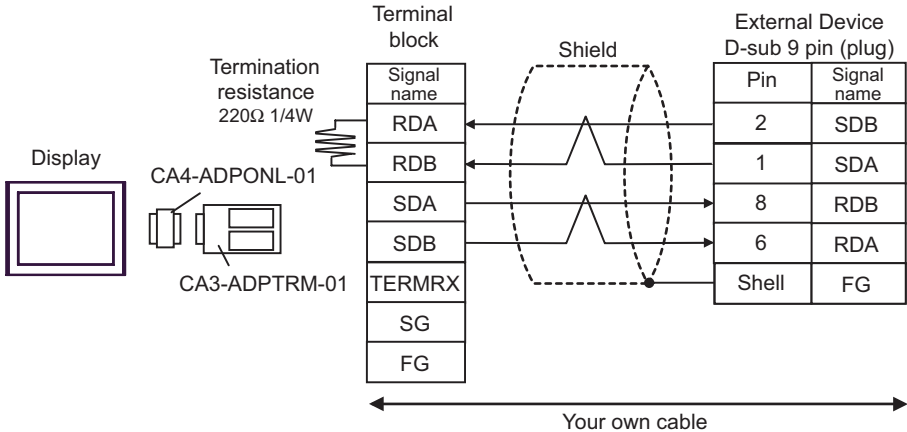 Terminal
block
External Device
D-sub 9 pin (plug)
Shield
Termination
resistance
220Ω 1/4W
Signal
name
Pin
Signal
name
RDA
2
SDB
RDB
1
SDA
Display
CA4-ADPONL-01
SDA
8
RDB
SDB
6
RDA
CA3-ADPTRM-01
TERMRX
Shell
FG
SG
FG
Your own cable